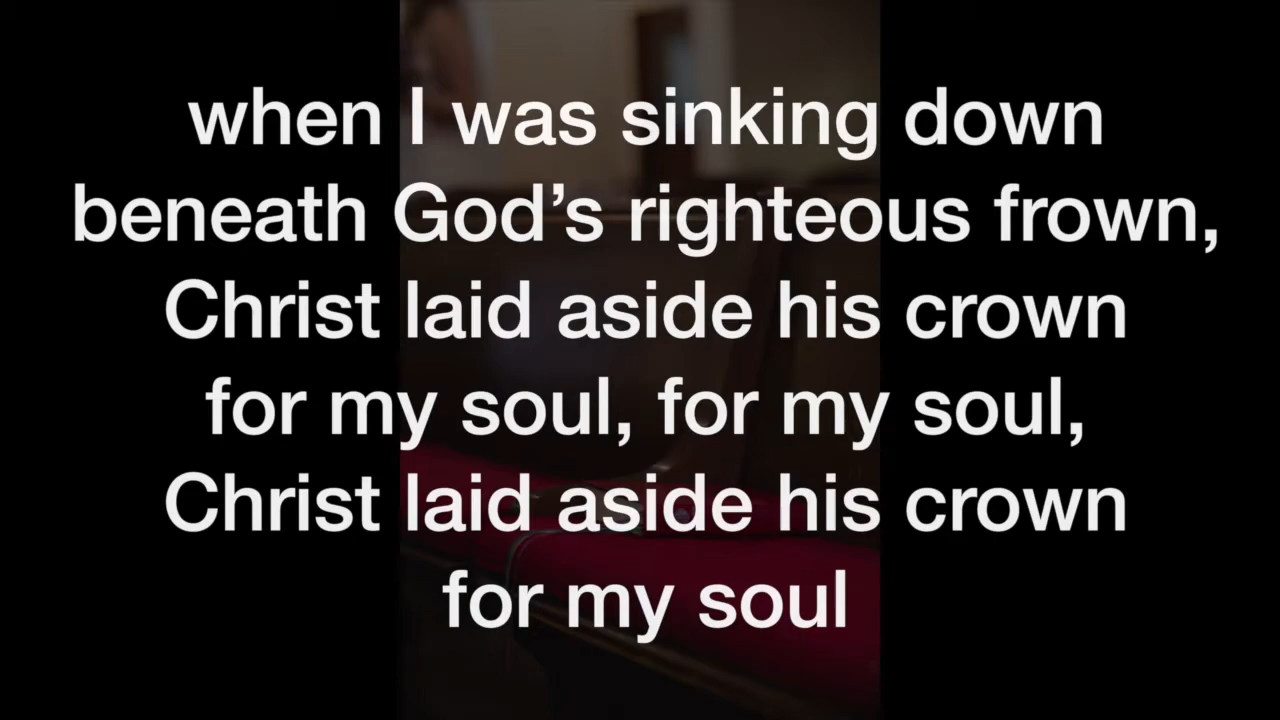 when I was sinking down
beneath God’s righteous frown,
Christ laid aside his crown
for my soul, for my soul,
Christ laid aside his crown
for my soul